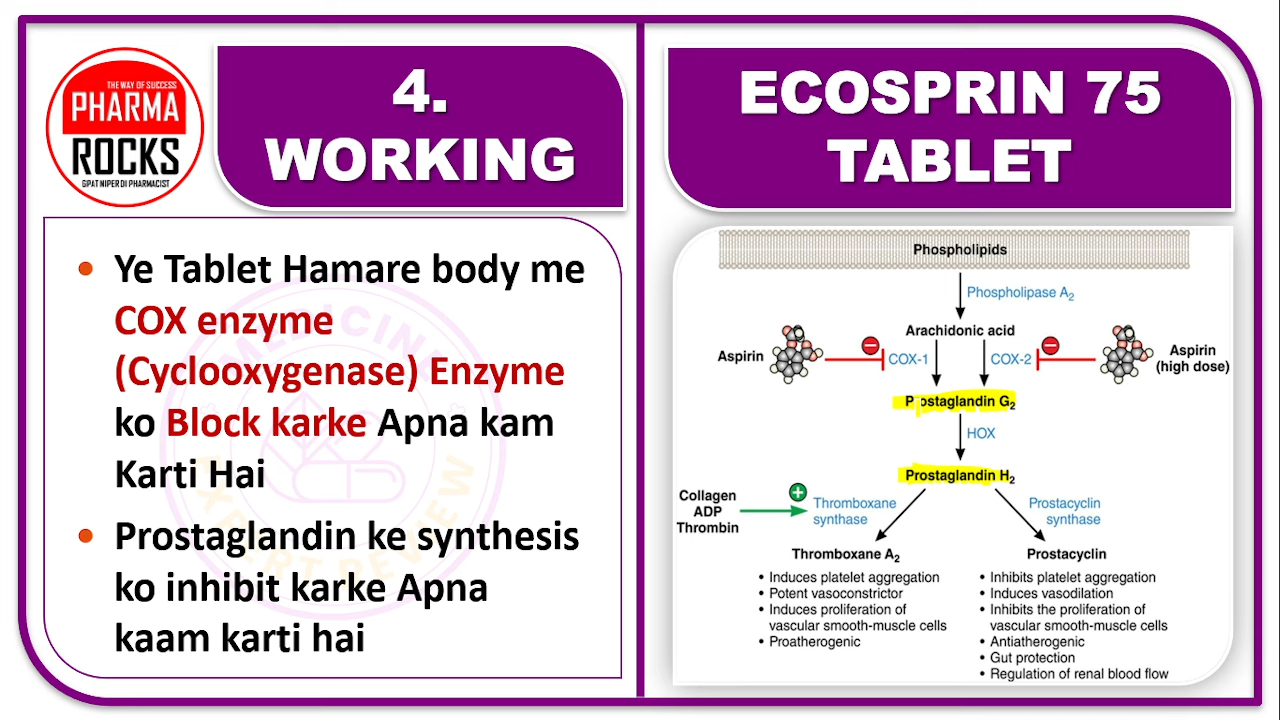 THE WAY OF SUCCESS
PHARMA
ROCKS
GPAT NIPER DI PHARMACIST
4.
WORKING
• Ye Tablet Hamare body me
COX enzyme
(Cyclooxygenase) Enzyme
ko Block karke Apna kam
Karti Hai
• Prostaglandin ke synthesis
ko inhibit karke Apna
kaam karti hai
ECOSPRIN 75
TABLET
Phospholipids
Phospholipase A₂
Arachidonic acid
Aspirin
COX-1
COX-2
Aspirin
(high dose)
Prostaglandin G₂
HOX
Prostaglandin H₂
Collagen
ADP
Thrombin
Thromboxane
synthase
Prostacyclin
synthase
Thromboxane A₂
• Induces platelet aggregation
• Potent vasoconstrictor
• Induces proliferation of
vascular smooth-muscle cells
• Proatherogenic
Prostacyclin
• Inhibits platelet aggregation
• Induces vasodilation
• Inhibits the proliferation of
vascular smooth-muscle cells
• Antiatherogenic
• Gut protection
• Regulation of renal blood flow